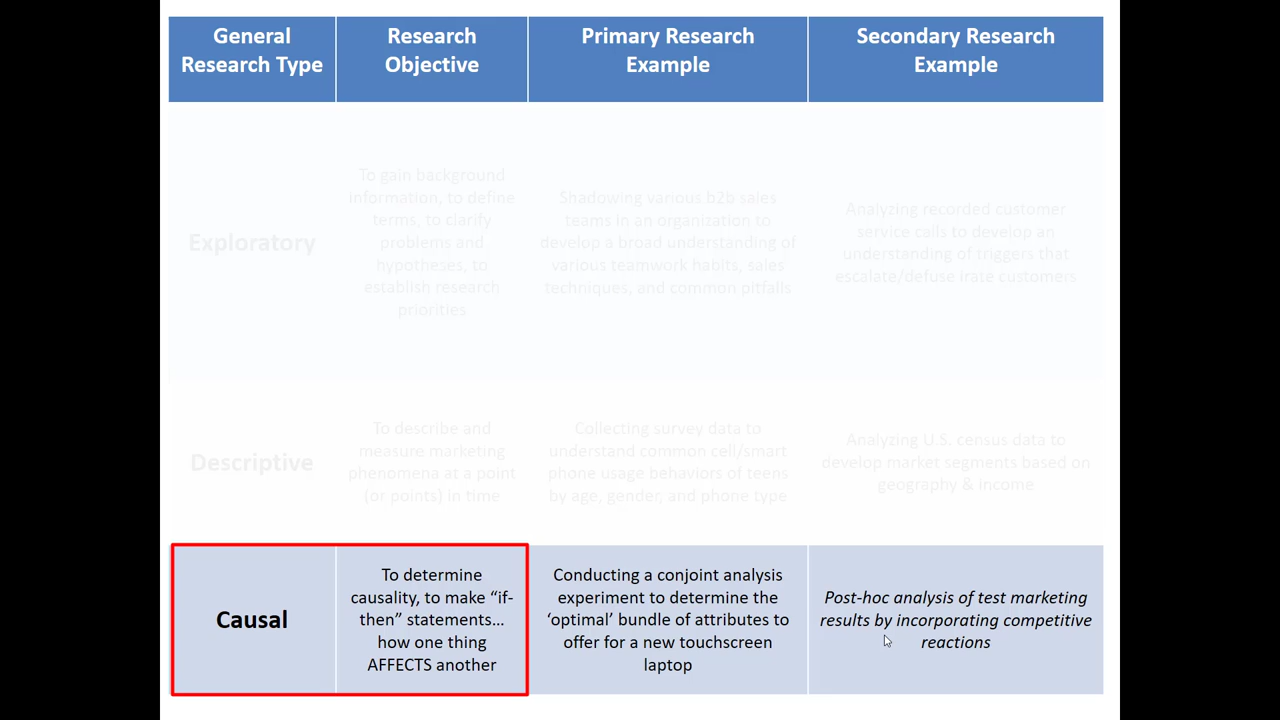 General
Research Type
Research
Objective
Primary Research
Example
Secondary Research
Example
Exploratory
To gain background
information, to define
terms, to clarify
problems and
hypotheses, to
establish research
priorities
Shadowing various b2b sales
teams in an organization to
develop a broad understanding of
various teamwork habits, sales
techniques, and common pitfalls
Analyzing recorded customer
service calls to develop an
understanding of triggers that
escalate/defuse irate customers
Descriptive
To describe and
measure marketing
phenomena at a point
(or points) in time
Collecting survey data to
understand common cell/smart
phone usage behaviors of teens
by age, gender, and phone type
Analyzing U.S. census data to
develop market segments based on
geography & income
Causal
To determine
causality, to make “if-
then” statements…
how one thing
AFFECTS another
Conducting a conjoint analysis
experiment to determine the
‘optimal’ bundle of attributes to
offer for a new touchscreen
laptop
Post-hoc analysis of test marketing
results by incorporating competitive
reactions